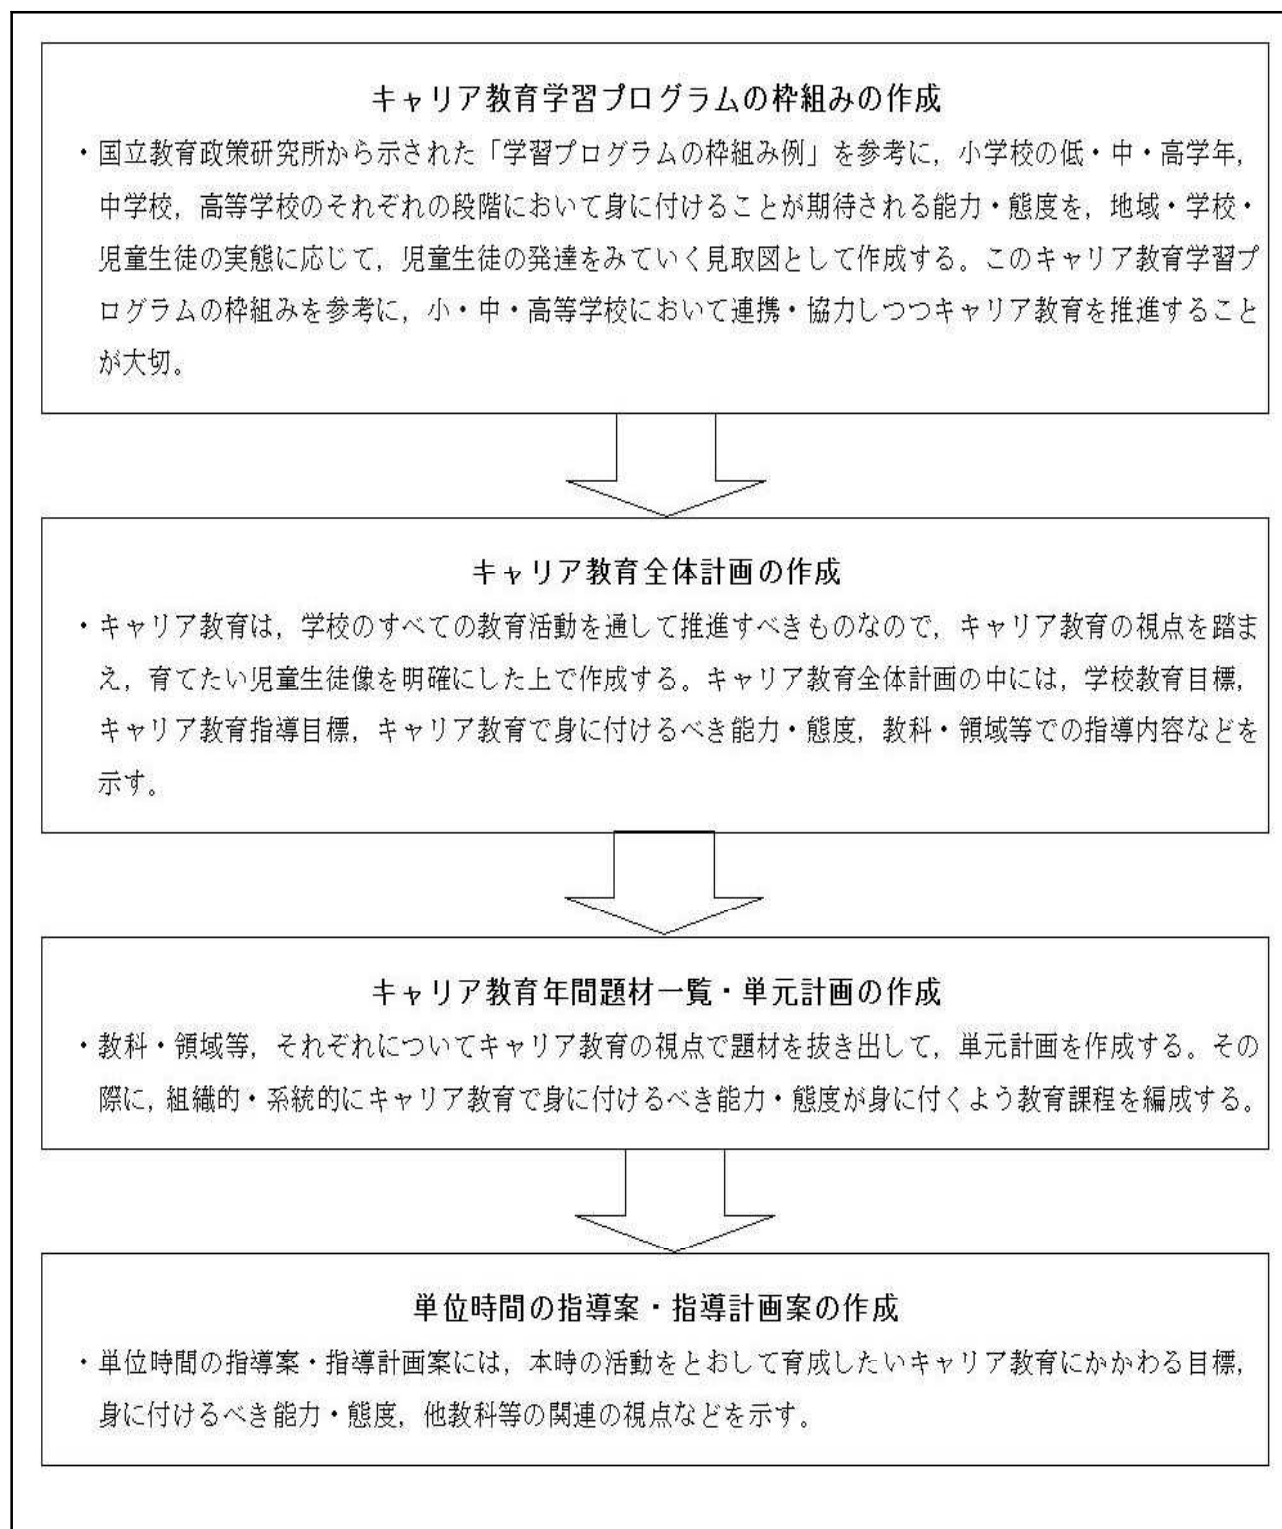 キャリア教育学習プログラムの枠組みの作成
・国立教育政策研究所から示された「学習プログラムの枠組み例」を参考に，小学校の低・中・高学年，
中学校，高等学校のそれぞれの段階において身に付けることが期待される能力・態度を，地域・学校・
児童生徒の実態に応じて，児童生徒の発達をみていく見取図として作成する。このキャリア教育学習プ
ログラムの枠組みを参考に，小・中・高等学校において連携・協力しつつキャリア教育を推進すること
が大切。
キャリア教育全体計画の作成
・キャリア教育は，学校のすべての教育活動を通して推進すべきものなので，キャリア教育の視点を踏ま
え，育てたい児童生徒像を明確にした上で作成する。キャリア教育全体計画の中には，学校教育目標，
キャリア教育指導目標，キャリア教育で身に付けるべき能力・態度，教科・領域等での指導内容などを
示す。
キャリア教育年間題材一覧・単元計画の作成
・教科・領域等，それぞれについてキャリア教育の視点で題材を抜き出して，単元計画を作成する。その
際に，組織的・系統的にキャリア教育で身に付けるべき能力・態度が身に付くよう教育課程を編成する。
単位時間の指導案・指導計画案の作成
・単位時間の指導案・指導計画案には，本時の活動をとおして育成したいキャリア教育にかかわる目標，
身に付けるべき能力・態度，他教科等の関連の視点などを示す。